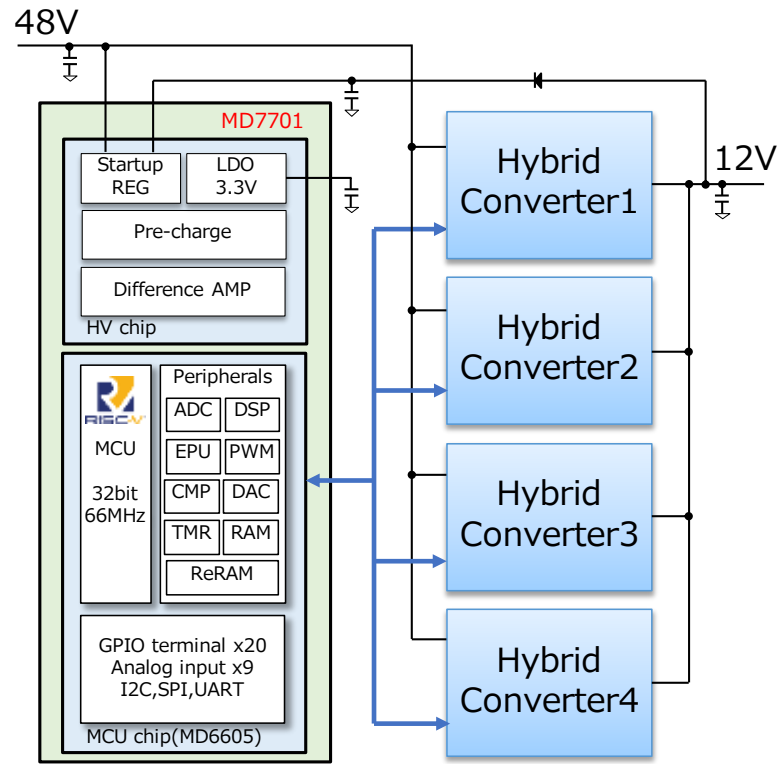 48V
MD7701
Startup
REG
LDO
3.3V
Pre-charge
Difference AMP
HV chip
RISC-V
MCU
32bit
66MHz
Peripherals
ADC
DSP
EPU
PWM
CMP
DAC
TMR
RAM
ReRAM
GPIO terminal x20
Analog input x9
I2C,SPI,UART
MCU chip(MD6605)
Hybrid
Converter1
12V
Hybrid
Converter2
Hybrid
Converter3
Hybrid
Converter4